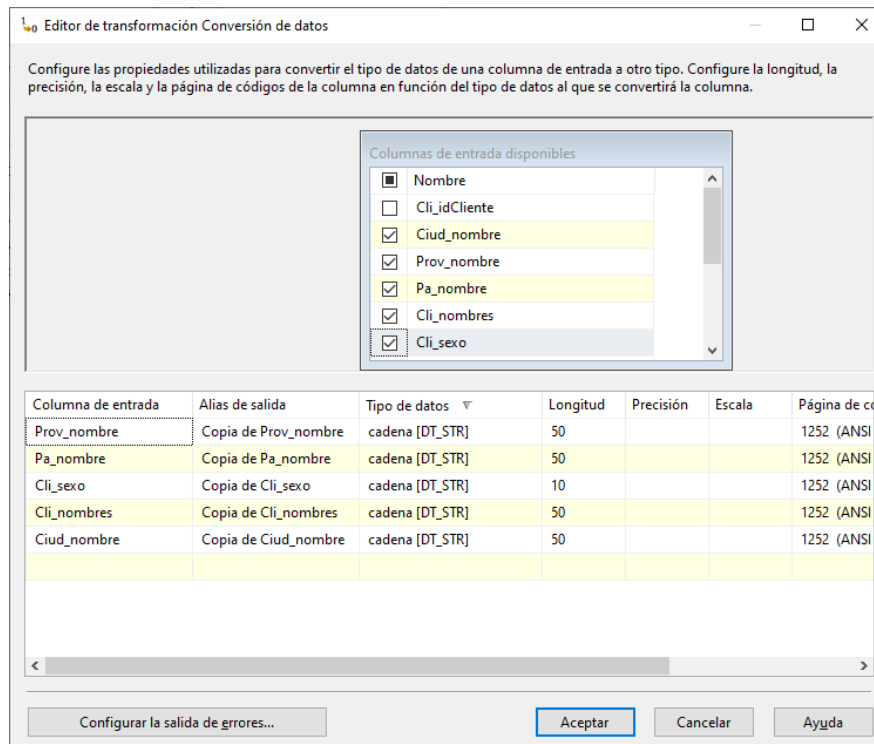 Editor de transformación Conversión de datos
Configure las propiedades utilizadas para convertir el tipo de datos de una columna de entrada a otro tipo. Configure la longitud, la
precisión, la escala y la página de códigos de la columna en función del tipo de datos al que se convertirá la columna.
Columnas de entrada disponibles
Nombre
Cli_idCliente
Ciud_nombre
Prov_nombre
Pa_nombre
Cli_nombres
Cli_sexo
Columna de entrada Alias de salida Tipo de datos Longitud Precisión Escala Página de co
Prov_nombre Copia de Prov_nombre cadena [DT_STR] 50 1252 (ANSI
Pa_nombre Copia de Pa_nombre cadena [DT_STR] 50 1252 (ANSI
Cli_sexo Copia de Cli_sexo cadena [DT_STR] 10 1252 (ANSI
Cli_nombres Copia de Cli_nombres cadena [DT_STR] 50 1252 (ANSI
Ciud_nombre Copia de Ciud_nombre cadena [DT_STR] 50 1252 (ANSI
Configurar la salida de errores... Aceptar Cancelar Ayuda